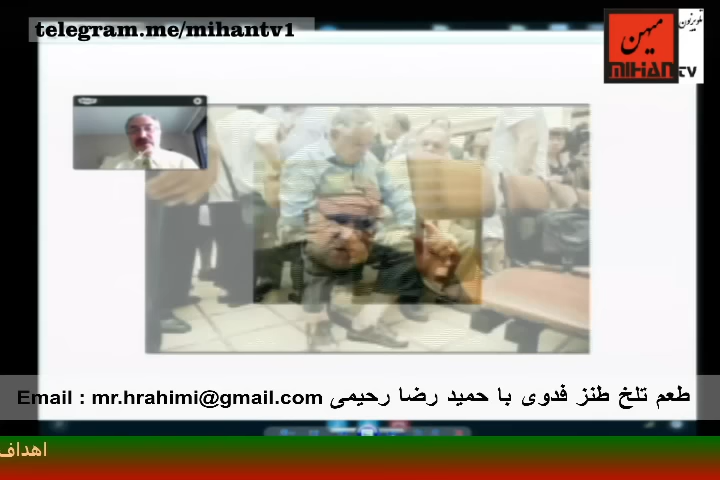 telegram.me/mihantv1
تلویزیون
میهن
MIHAN TV
طعم تلخ طنز فدوی با حمید رضا رحیمی Email : mr.hrahimi@gmail.com
اهداف